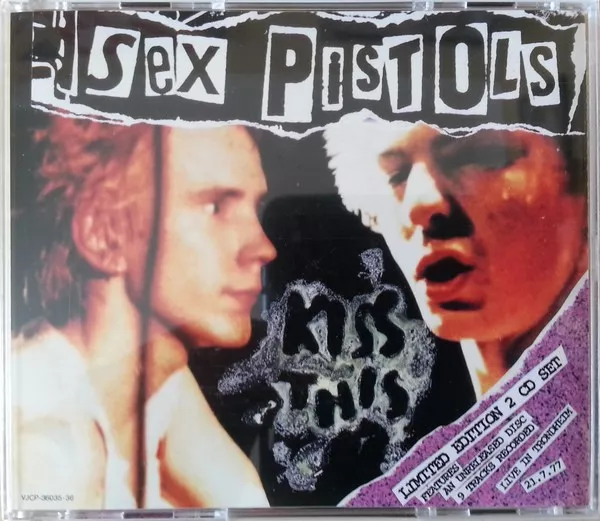 SEX PISTOLS
KISS
THIS
LIMITED EDITION 2 CD SET
FEATURES
AN UNRELEASED DISC
9 TRACKS RECORDED
LIVE IN TRONDHEIM
21.7.77
VJCP-36035·36